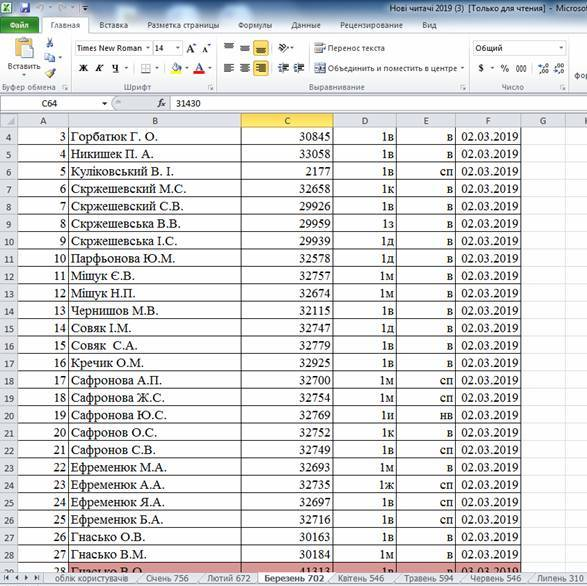 Нові читачі 2019 (3) [Только для чтения] - Microsoft
Файл Главная Вставка Разметка страницы Формулы Данные Рецензирование Вид
Вставить Times New Roman 14 Перенос текста Общий
Ж К Ч Объединить и поместить в центре % 000
Буфер обмена Шрифт Выравнивание Число
C64 fx 31430
A B C D E F G
4 3 Горбатюк Г. О. 30845 1в в 02.03.2019
5 4 Никишек П. А. 33058 1в в 02.03.2019
6 5 Куліковський В. І. 2177 1в сп 02.03.2019
7 6 Скржешевский М.С. 32658 1к в 02.03.2019
8 7 Скржешевский С.В. 29926 1в в 02.03.2019
9 8 Скржешевська В.В. 29959 1з в 02.03.2019
10 9 Скржешевська І.С. 29939 1д в 02.03.2019
11 10 Парфьонова Ю.М. 32578 1д в 02.03.2019
12 11 Міщук Є.В. 32757 1м в 02.03.2019
13 12 Міщук Н.П. 32674 1м в 02.03.2019
14 13 Чернишов М.В. 32115 1в в 02.03.2019
15 14 Совяк І.М. 32747 1д в 02.03.2019
16 15 Совяк С.А. 32779 1в в 02.03.2019
17 16 Кречик О.М. 32925 1в в 02.03.2019
18 17 Сафронова А.П. 32700 1м сп 02.03.2019
19 18 Сафронова Ж.С. 32754 1м сп 02.03.2019
20 19 Сафронова Ю.С. 32769 1и нв 02.03.2019
21 20 Сафронов О.С. 32752 1к в 02.03.2019
22 21 Сафронов С.В. 32749 1в сп 02.03.2019
23 22 Ефременюк М.А. 32693 1м в 02.03.2019
24 23 Ефременюк А.А. 32735 1ж сп 02.03.2019
25 24 Ефременюк Я.А. 32697 1в сп 02.03.2019
26 25 Ефременюк Б.А. 32716 1в сп 02.03.2019
27 26 Гнасько О.В. 30163 1в в 02.03.2019
28 27 Гнасько В.М. 30184 1м в 02.03.2019
29 28 Гнасько В.О. 41313 1в в 03.03.2019
облік користувачів Січень 756 Лютий 672 Березень 702 Квітень 546 Травень 594 Червень 504 Липень 310